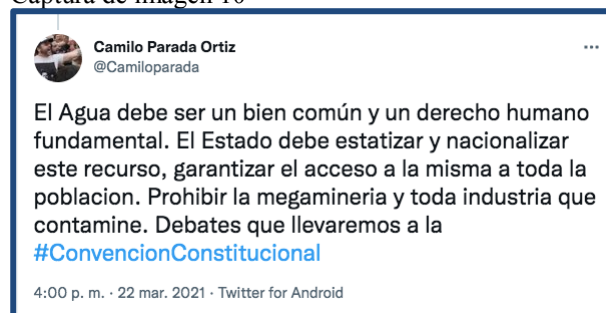 Captura de imagen 10
Camilo Parada Ortiz
@Camiloparada
El Agua debe ser un bien común y un derecho humano
fundamental. El Estado debe estatizar y nacionalizar
este recurso, garantizar el acceso a la misma a toda la
poblacion. Prohibir la megamineria y toda industria que
contamine. Debates que llevaremos a la
#ConvencionConstitucional
4:00 p. m. · 22 mar. 2021 · Twitter for Android